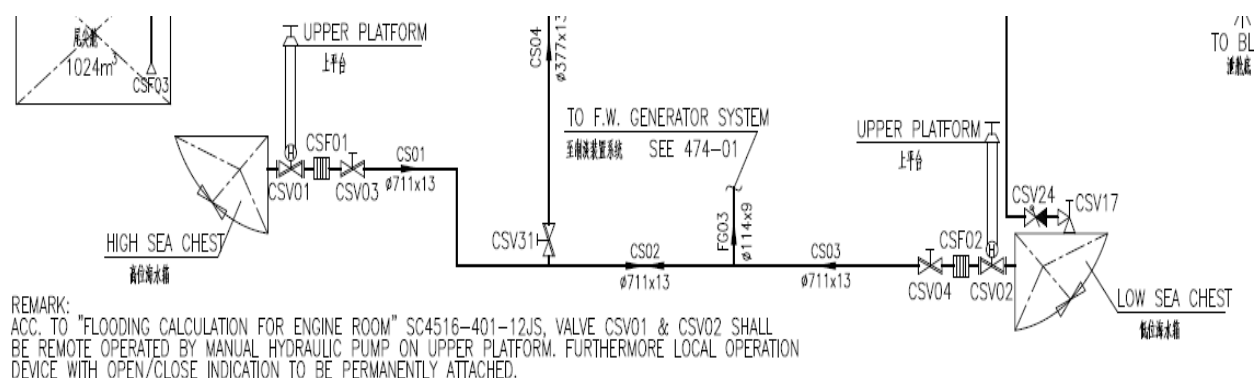 尾尖舱
1024m³
CSF03
UPPER PLATFORM
上平台
CS04
ø377x13
TO F.W. GENERATOR SYSTEM
SEE 474-01
UPPER PLATFORM
上平台
TO BL
CSF01
CSV01
CSV03
CS01
ø711x13
HIGH SEA CHEST
高位海水箱
CSV31
CS02
ø711x13
FG03
ø114x9
CS03
ø711x13
CSV04
CSF02
CSV02
CSV24
CSV17
LOW SEA CHEST
低位海水箱
REMARK:
ACC. TO "FLOODING CALCULATION FOR ENGINE ROOM" SC4516-401-12JS, VALVE CSV01 & CSV02 SHALL
BE REMOTE OPERATED BY MANUAL HYDRAULIC PUMP ON UPPER PLATFORM. FURTHERMORE LOCAL OPERATION
DEVICE WITH OPEN/CLOSE INDICATION TO BE PERMANENTLY ATTACHED.